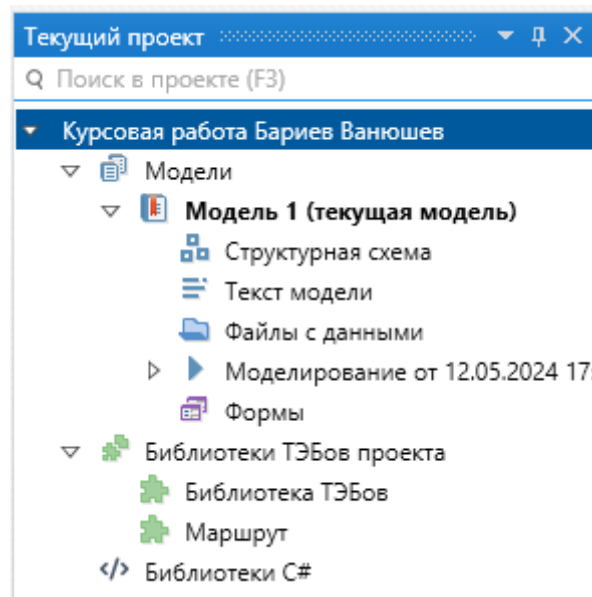 Текущий проект
Поиск в проекте (F3)
Курсовая работа Бариев Ванюшев
Модели
Модель 1 (текущая модель)
Структурная схема
Текст модели
Файлы с данными
Моделирование от 12.05.2024 17:
Формы
Библиотеки ТЭБов проекта
Библиотека ТЭБов
Маршрут
Библиотеки C#